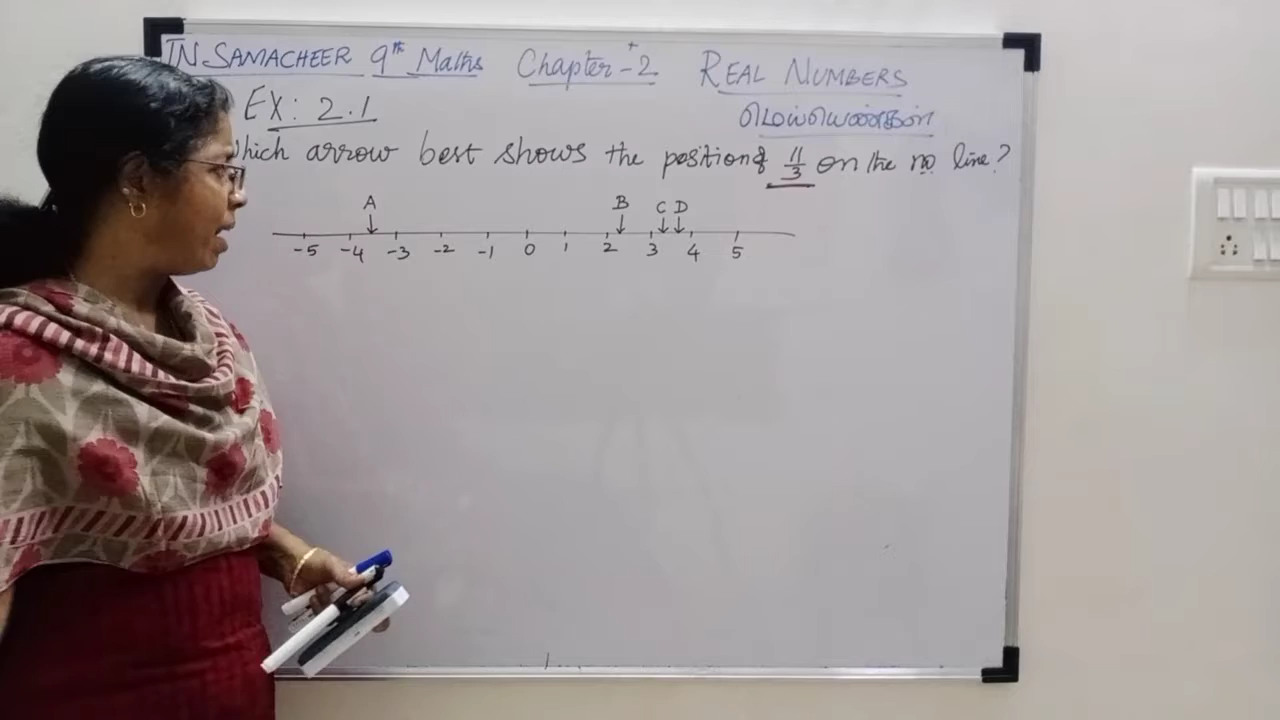 TN SAMACHEER 9th Maths Chapter-2 REAL NUMBERS
EX: 2.1 மெய்யெண்கள்
Which arrow best shows the position of 11/3 on the no. line?
A B C D
-5 -4 -3 -2 -1 0 1 2 3 4 5